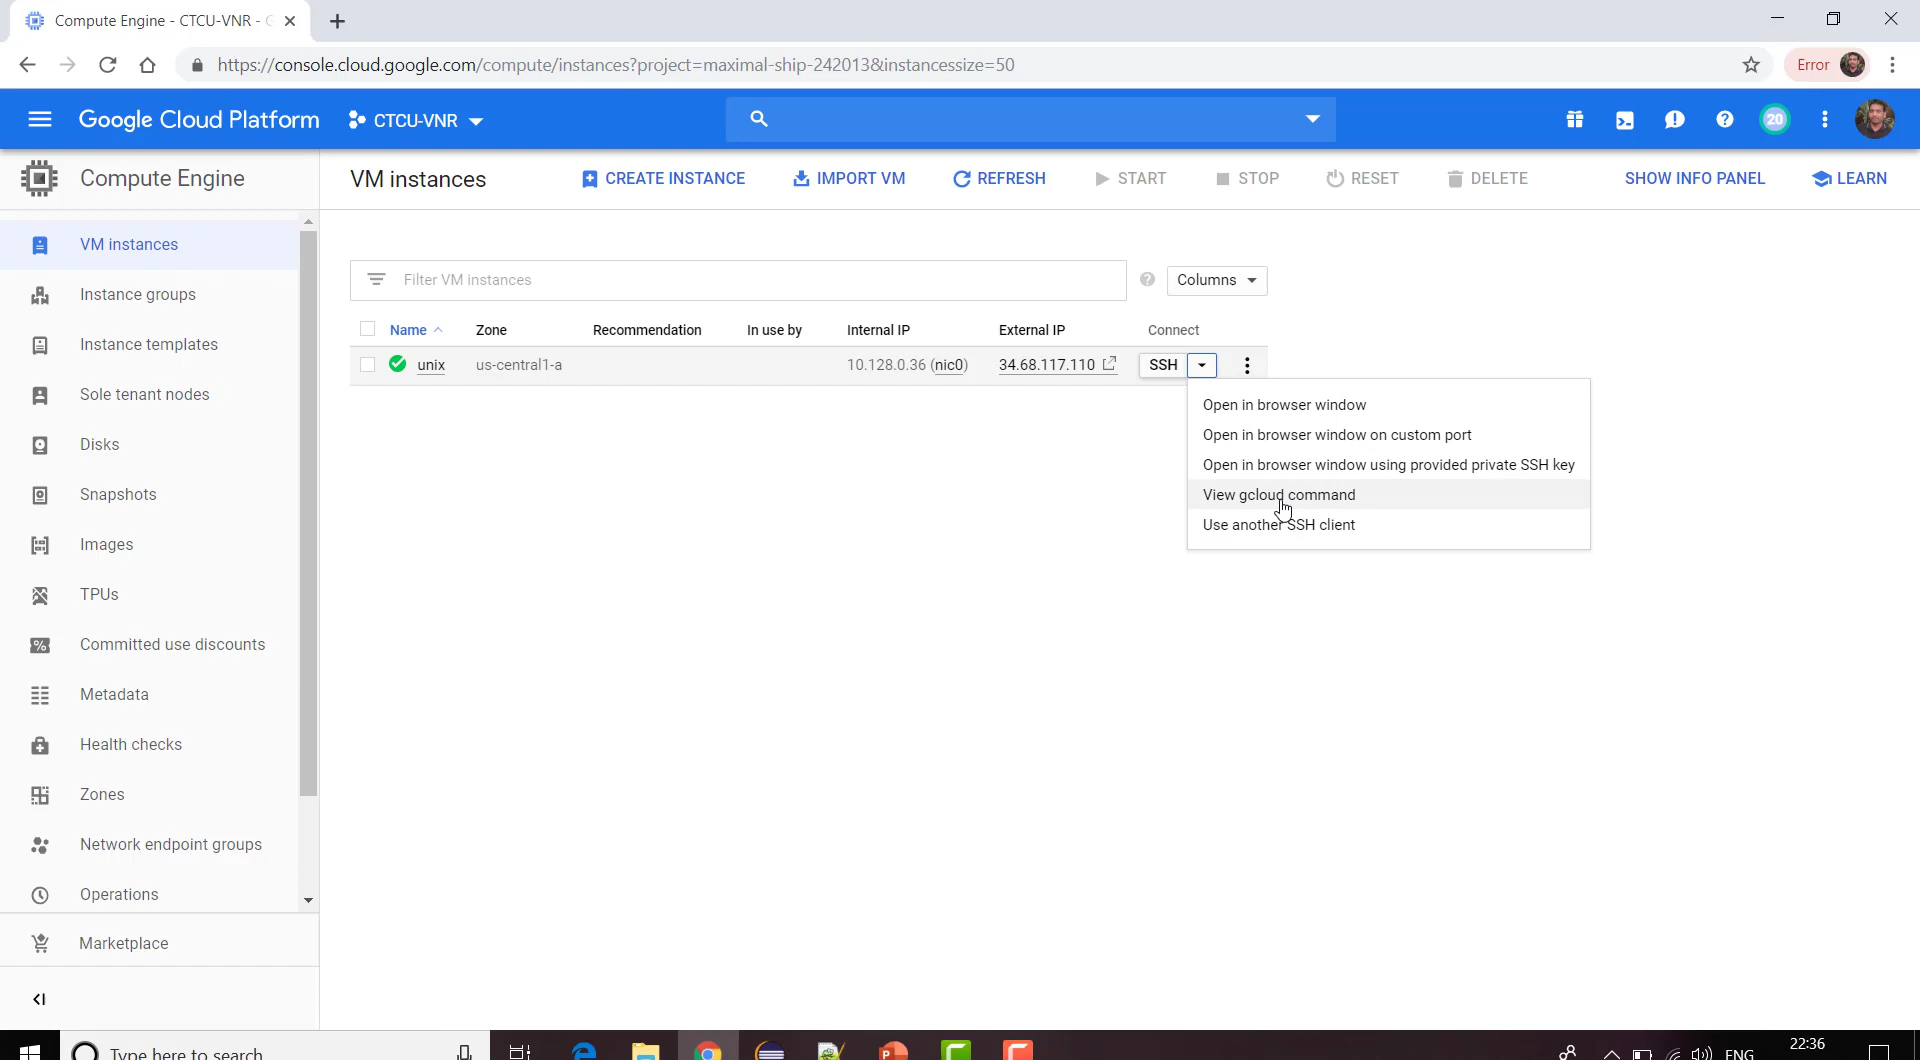 Compute Engine - CTCU-VNR - G
https://console.cloud.google.com/compute/instances?project=maximal-ship-242013&instancessize=50
Error
Google Cloud Platform
CTCU-VNR
20
Compute Engine
VM instances
CREATE INSTANCE
IMPORT VM
REFRESH
START
STOP
RESET
DELETE
SHOW INFO PANEL
LEARN
VM instances
Instance groups
Instance templates
Sole tenant nodes
Disks
Snapshots
Images
TPUs
Committed use discounts
Metadata
Health checks
Zones
Network endpoint groups
Operations
Marketplace
Filter VM instances
Columns
Name Zone Recommendation In use by Internal IP External IP Connect
unix us-central1-a 10.128.0.36 (nic0) 34.68.117.110 SSH
Open in browser window
Open in browser window on custom port
Open in browser window using provided private SSH key
View gcloud command
Use another SSH client
Type here to search
ENG
22:36